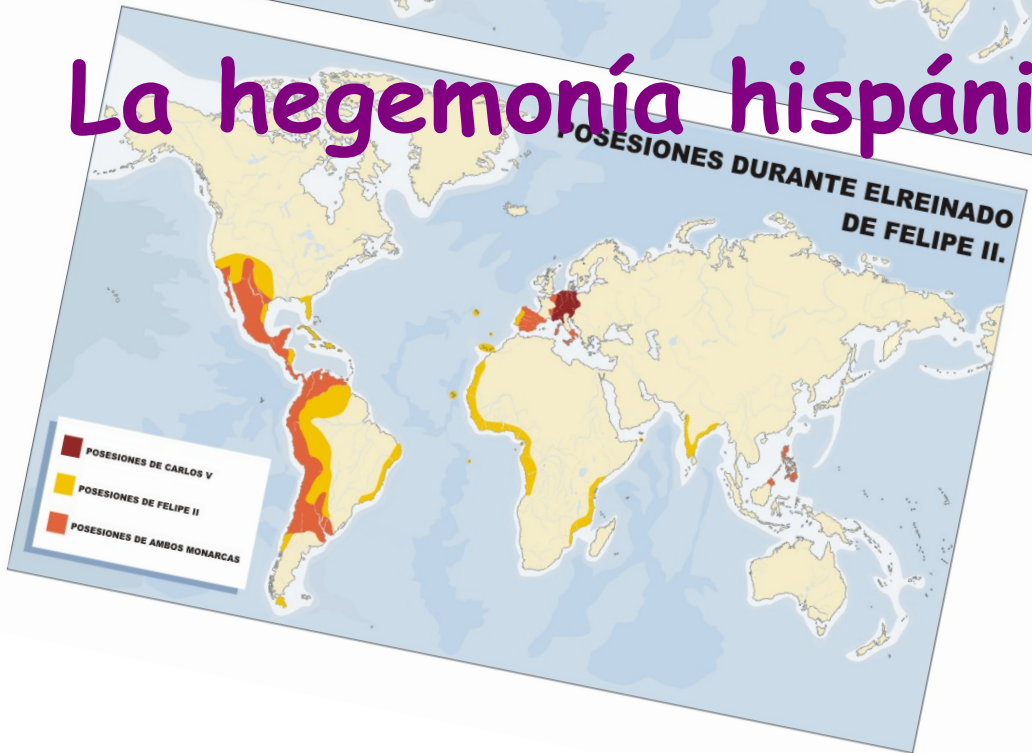 La hegemonía hispáni
POSESIONES DURANTE ELREINADO
DE FELIPE II.
POSESIONES DE CARLOS V
POSESIONES DE FELIPE II
POSESIONES DE AMBOS MONARCAS